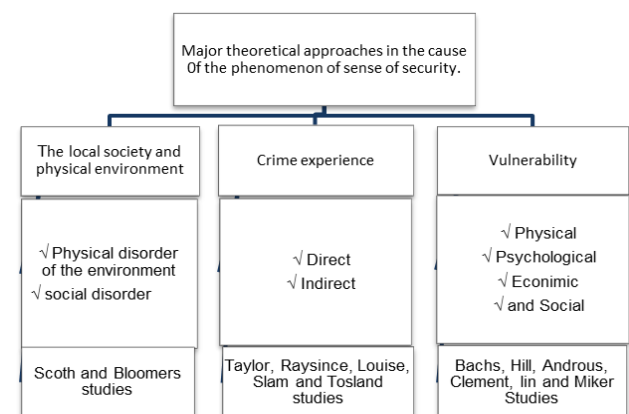 Major theoretical approaches in the cause
0f the phenomenon of sense of security.
The local society and
physical environment
Crime experience
Vulnerability
√ Physical disorder
of the environment
√ social disorder
√ Direct
√ Indirect
√ Physical
√ Psychological
√ Econimic
√ and Social
Scoth and Bloomers
studies
Taylor, Raysince, Louise,
Slam and Tosland
studies
Bachs, Hill, Androus,
Clement, lin and Miker
Studies